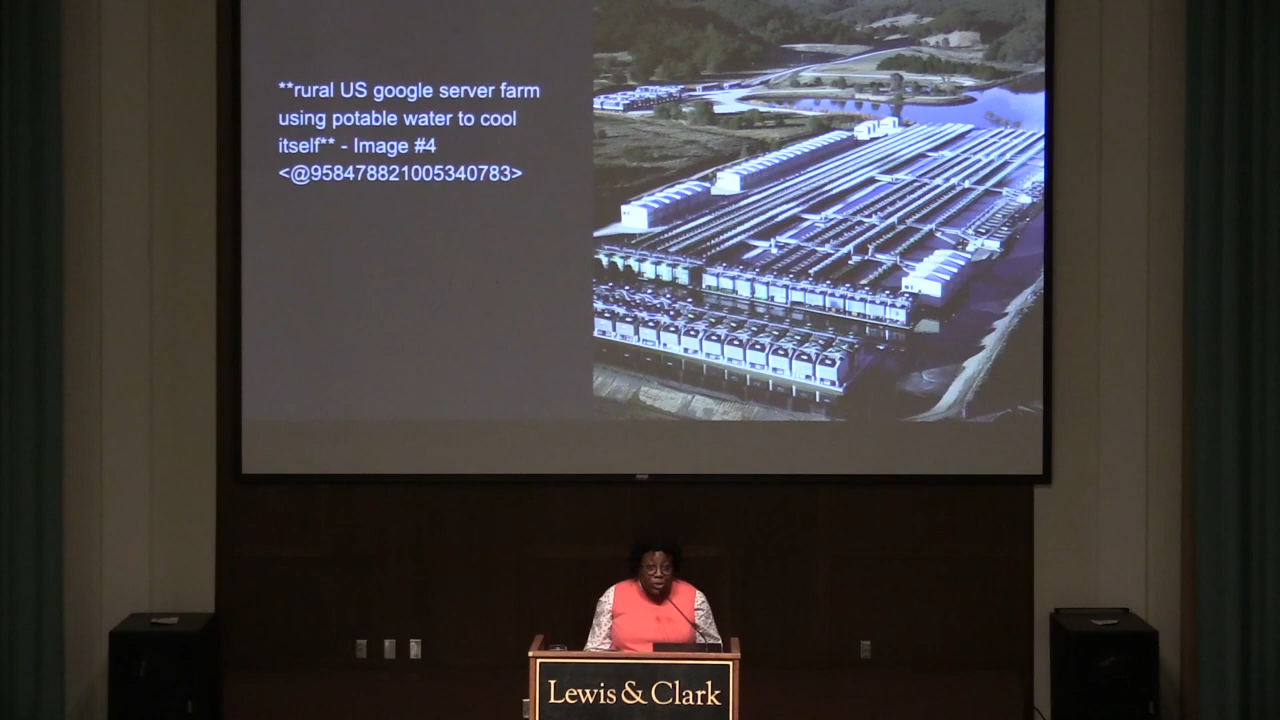 **rural US google server farm
using potable water to cool
itself** - Image #4
<@958478821005340783>
Lewis & Clark